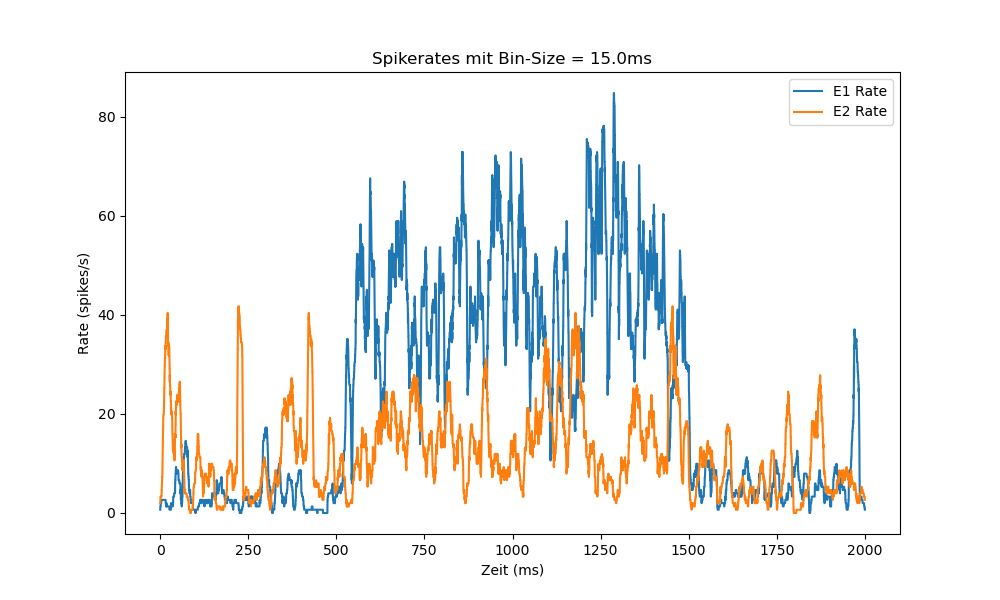 Spikerates mit Bin-Size = 15.0ms
E1 Rate
E2 Rate
Rate (spikes/s)
80
60
40
20
0
0 250 500 750 1000 1250 1500 1750 2000
Zeit (ms)